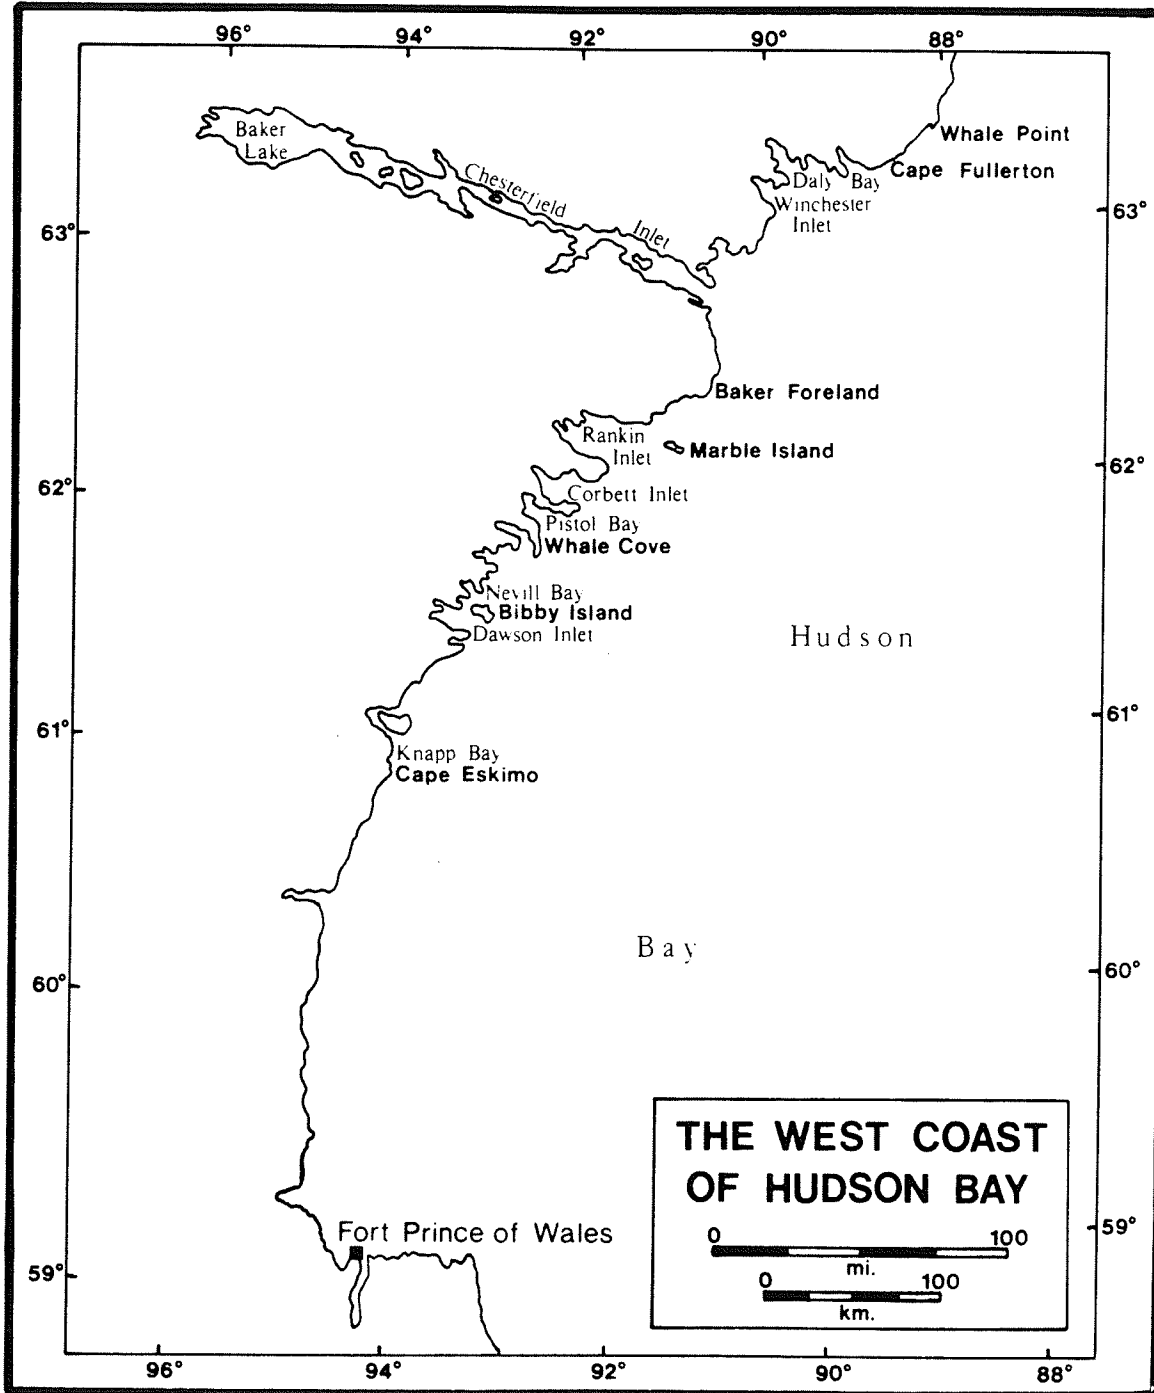 96° 94° 92° 90° 88°
Baker
Lake
Chesterfield
Inlet
Whale Point
Cape Fullerton
Daly Bay
Winchester
Inlet
63°
63°
Baker Foreland
Rankin
Inlet
Marble Island
62°
62°
Corbett Inlet
Pistol Bay
Whale Cove
Nevill Bay
Bibby Island
Dawson Inlet
Hudson
61°
61°
Knapp Bay
Cape Eskimo
Bay
60°
60°
THE WEST COAST
OF HUDSON BAY
0 100
mi.
0 100
km.
Fort Prince of Wales
59°
59°
96° 94° 92° 90° 88°